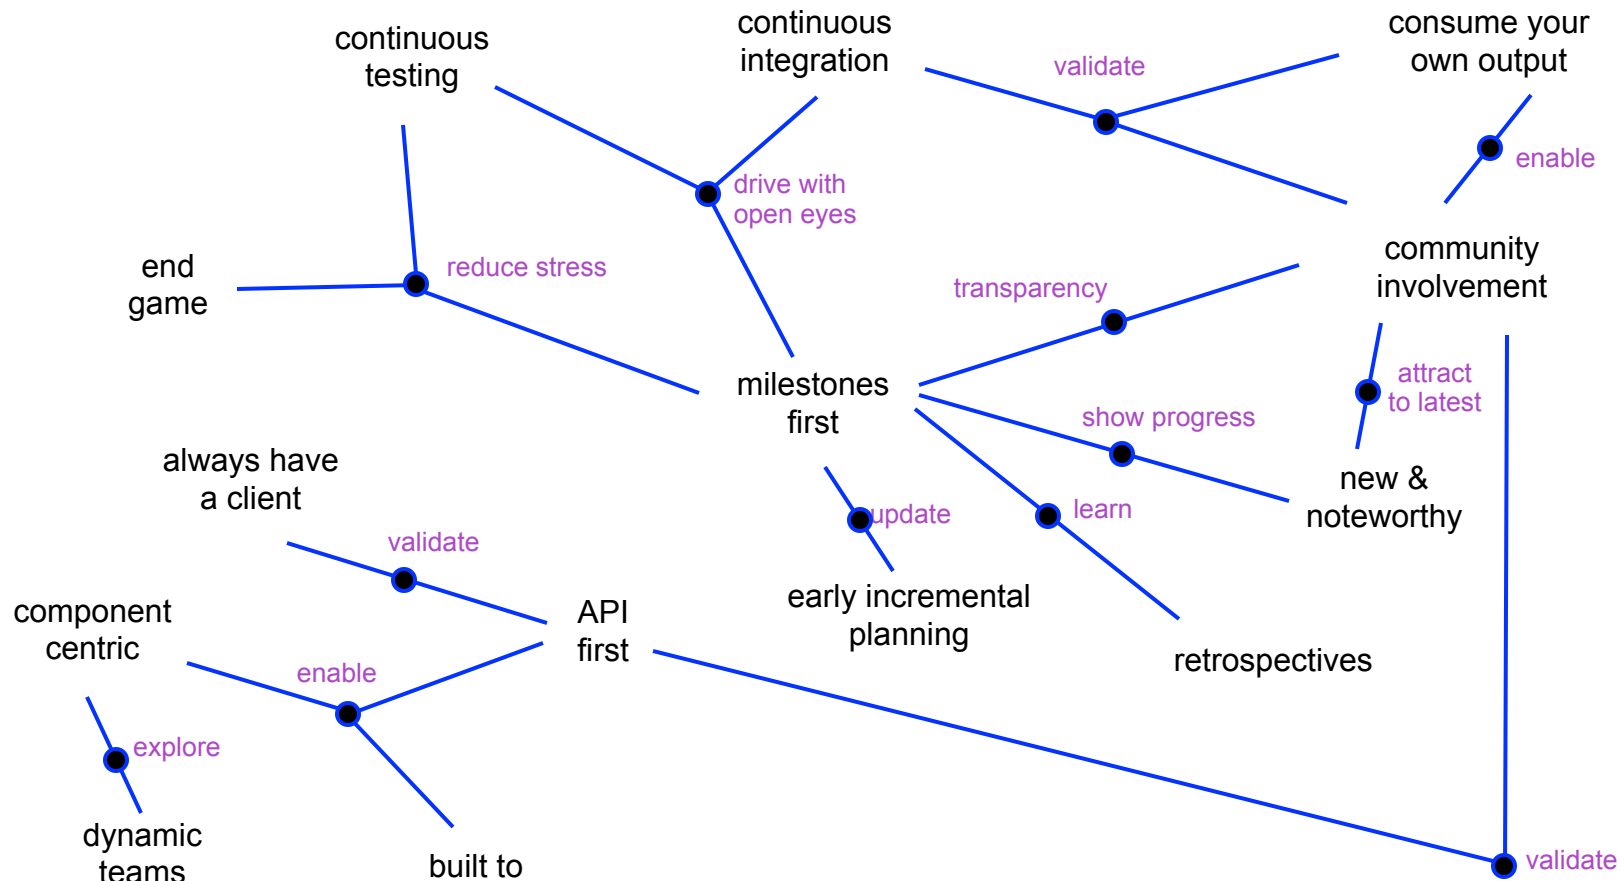 continuous
testing
continuous
integration
consume your
own output
validate
enable
drive with
open eyes
end
game
reduce stress
community
involvement
transparency
milestones
first
attract
to latest
show progress
always have
a client
new &
noteworthy
update
learn
validate
component
centric
API
first
early incremental
planning
retrospectives
enable
explore
dynamic
teams
built to
validate